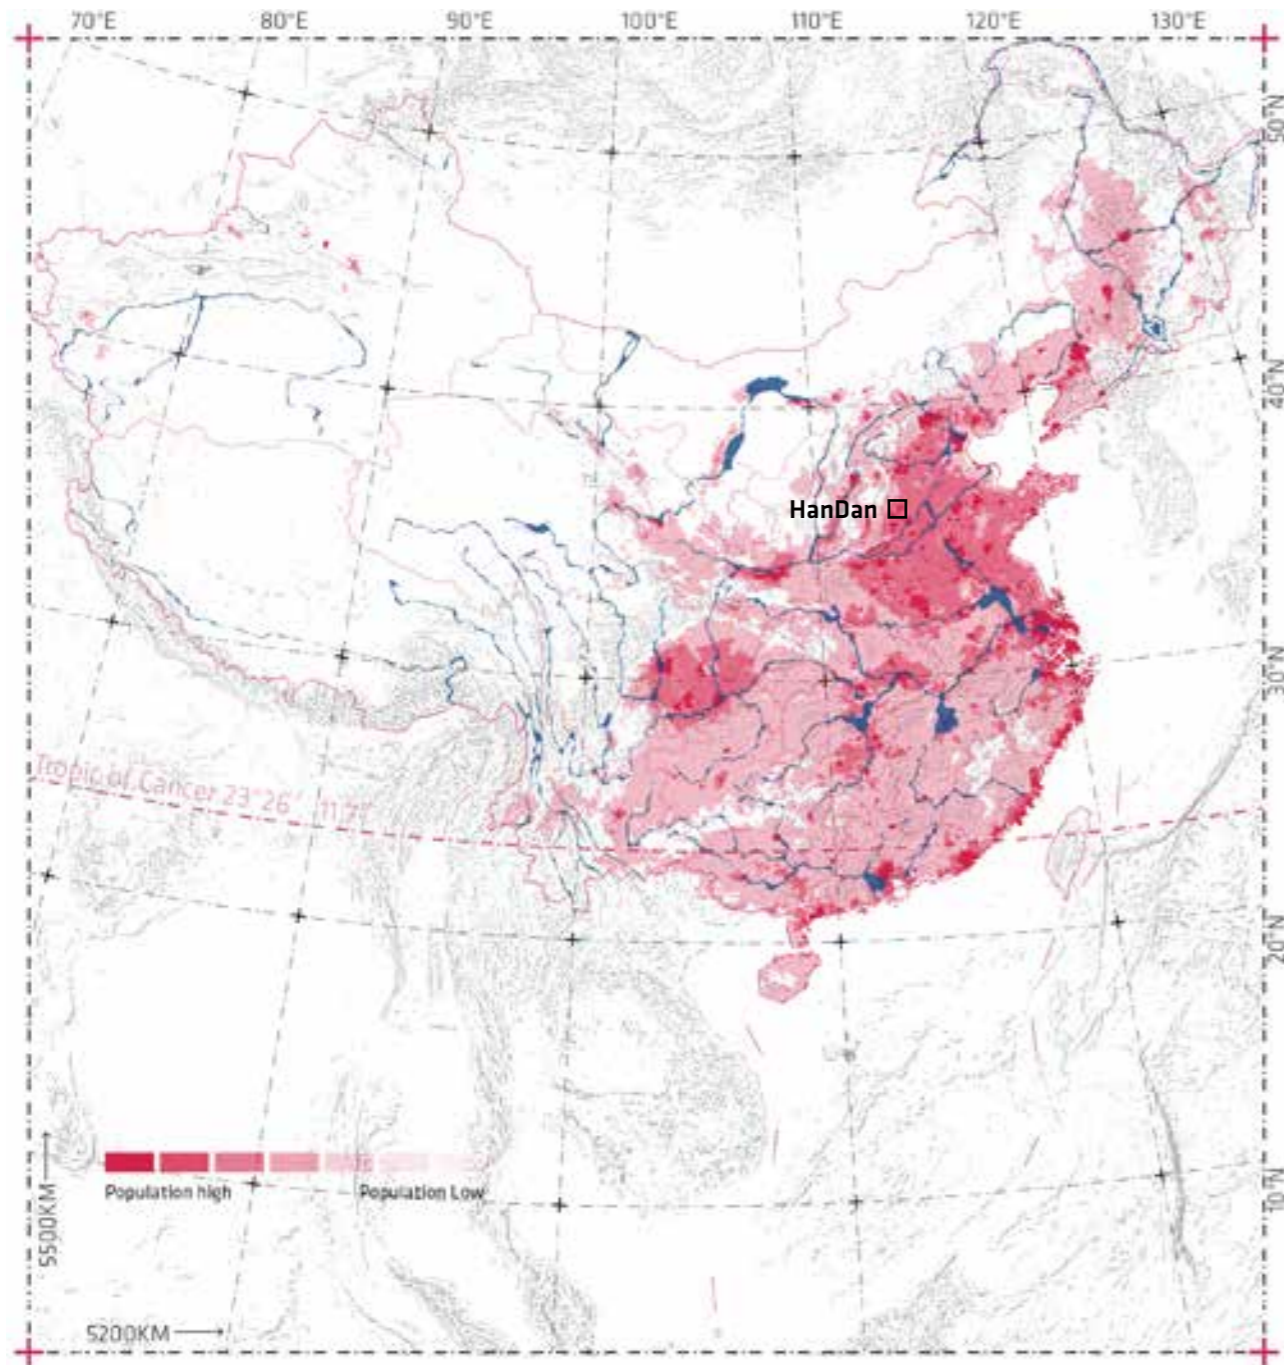 70°E 80°E 90°E 100°E 110°E 120°E 130°E
50°N
40°N
HanDan
30°N
Tropic of Cancer 23°26′
20°N
Population high Population Low
10°N
5500KM
5200KM